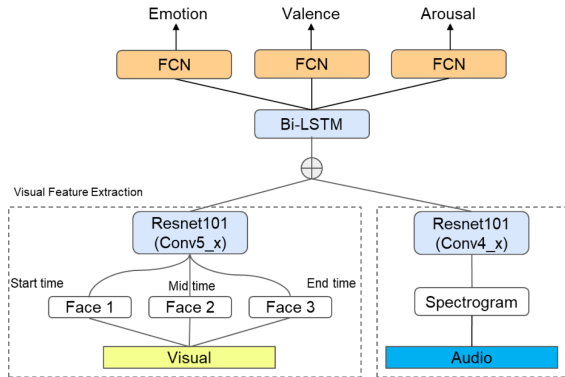 Emotion Valence Arousal
FCN FCN FCN
Bi-LSTM
Visual Feature Extraction
Resnet101
(Conv5_x)
Resnet101
(Conv4_x)
Start time Mid time End time
Face 1 Face 2 Face 3
Spectrogram
Visual
Audio